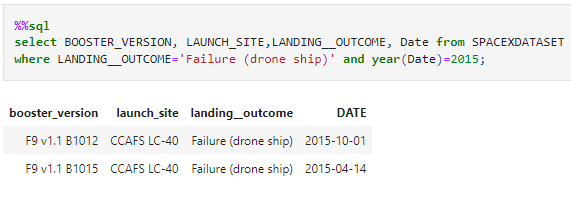 %%sql
select BOOSTER_VERSION, LAUNCH_SITE,LANDING__OUTCOME, Date from SPACEXDATASET
where LANDING__OUTCOME='Failure (drone ship)' and year(Date)=2015;
booster_version launch_site landing__outcome DATE
F9 v1.1 B1012 CCAFS LC-40 Failure (drone ship) 2015-10-01
F9 v1.1 B1015 CCAFS LC-40 Failure (drone ship) 2015-04-14